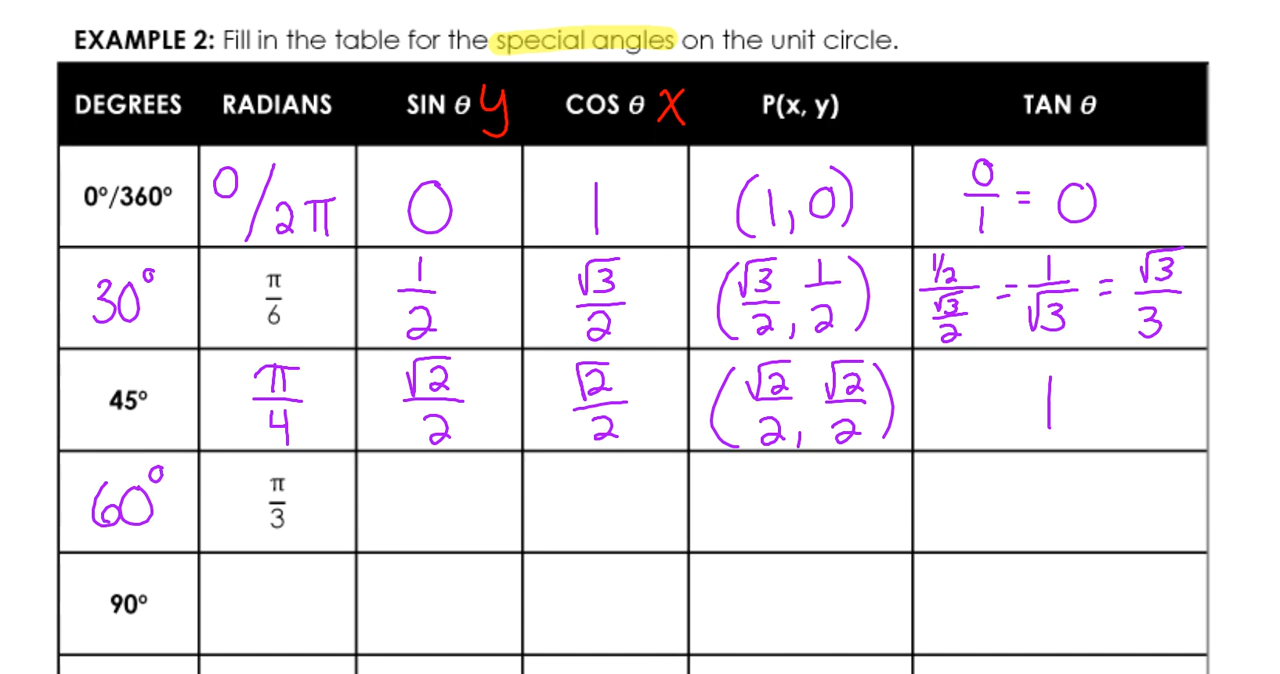 EXAMPLE 2: Fill in the table for the special angles on the unit circle.
DEGREES RADIANS SIN θ y COS θ x P(x, y) TAN θ
0°/360° 0/2π 0 1 (1,0) 0/1 = 0
30° π/6 1/2 √3/2 (√3/2, 1/2) 1/2/√3/2 = 1/√3 = √3/3
45° π/4 √2/2 √2/2 (√2/2, √2/2) 1
60° π/3
90°